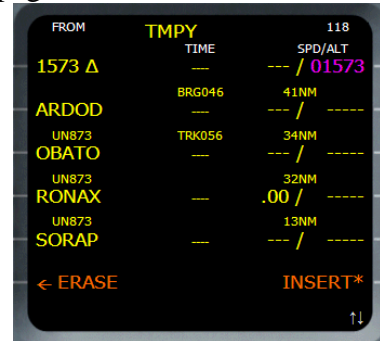 FROM TMPY 118
TIME SPD/ALT
1573 Δ ---- --- / 01573
BRG046 41NM
ARDOD ---- --- / -----
UN873 TRK056 34NM
OBATO ---- --- / -----
UN873 32NM
RONAX ---- .00 / -----
UN873 13NM
SORAP ---- --- / -----
← ERASE INSERT*
↑↓